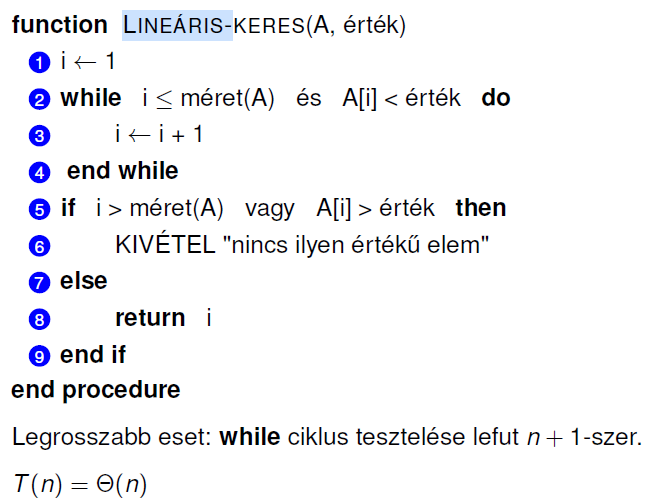 function LINEÁRIS-KERES(A, érték)
1 i ← 1
2 while i ≤ méret(A) és A[i] < érték do
3 i ← i + 1
4 end while
5 if i > méret(A) vagy A[i] > érték then
6 KIVÉTEL "nincs ilyen értékű elem"
7 else
8 return i
9 end if
end procedure
Legrosszabb eset: while ciklus tesztelése lefut n + 1-szer.
T(n) = Θ(n)